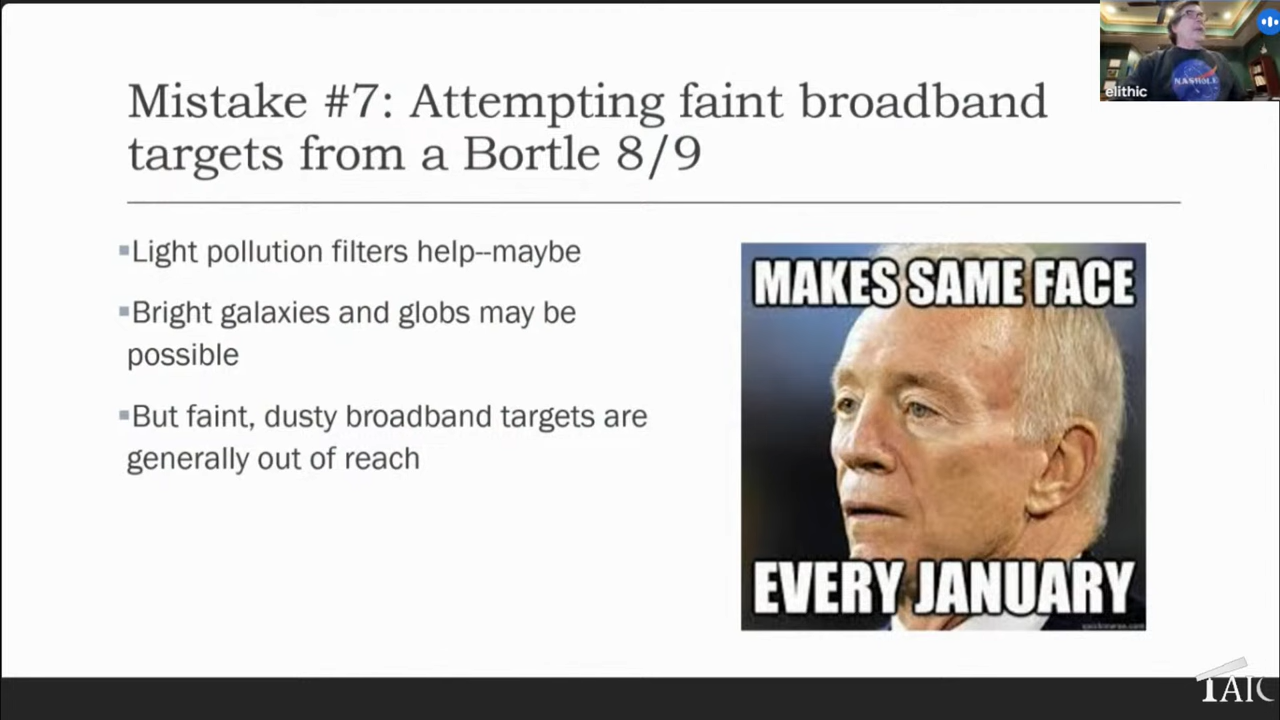 Mistake #7: Attempting faint broadband
targets from a Bortle 8/9
▪Light pollution filters help--maybe
▪Bright galaxies and globs may be
possible
▪But faint, dusty broadband targets are
generally out of reach
MAKES SAME FACE
EVERY JANUARY
NASHOLE
elithic
TAIC